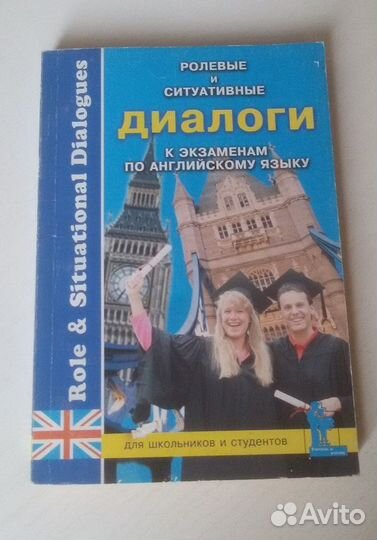 Role & Situational Dialogues
РОЛЕВЫЕ
и
СИТУАТИВНЫЕ
ДИАЛОГИ
К ЭКЗАМЕНАМ
ПО АНГЛИЙСКОМУ ЯЗЫКУ
ДЛЯ ШКОЛЬНИКОВ И СТУДЕНТОВ
Avito